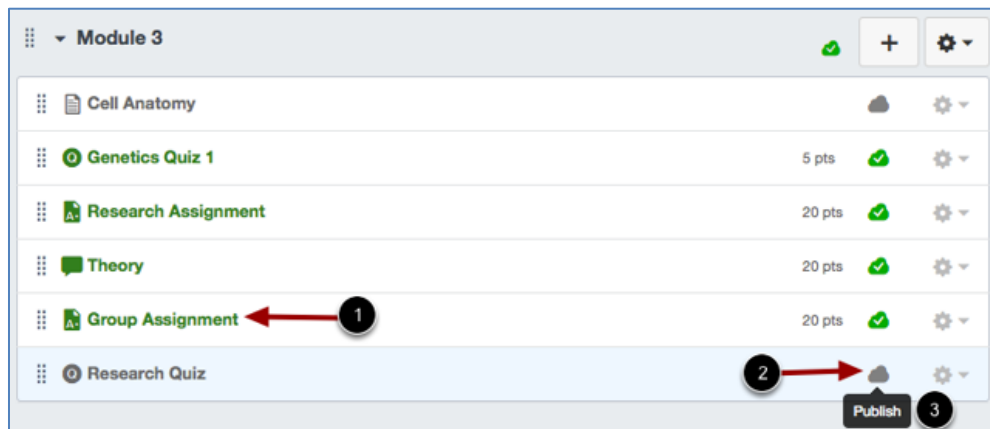 Module 3
+
Cell Anatomy
Q Genetics Quiz 1 5 pts
A+ Research Assignment 20 pts
Theory 20 pts
A+ Group Assignment 1 20 pts
Q Research Quiz 2
Publish 3